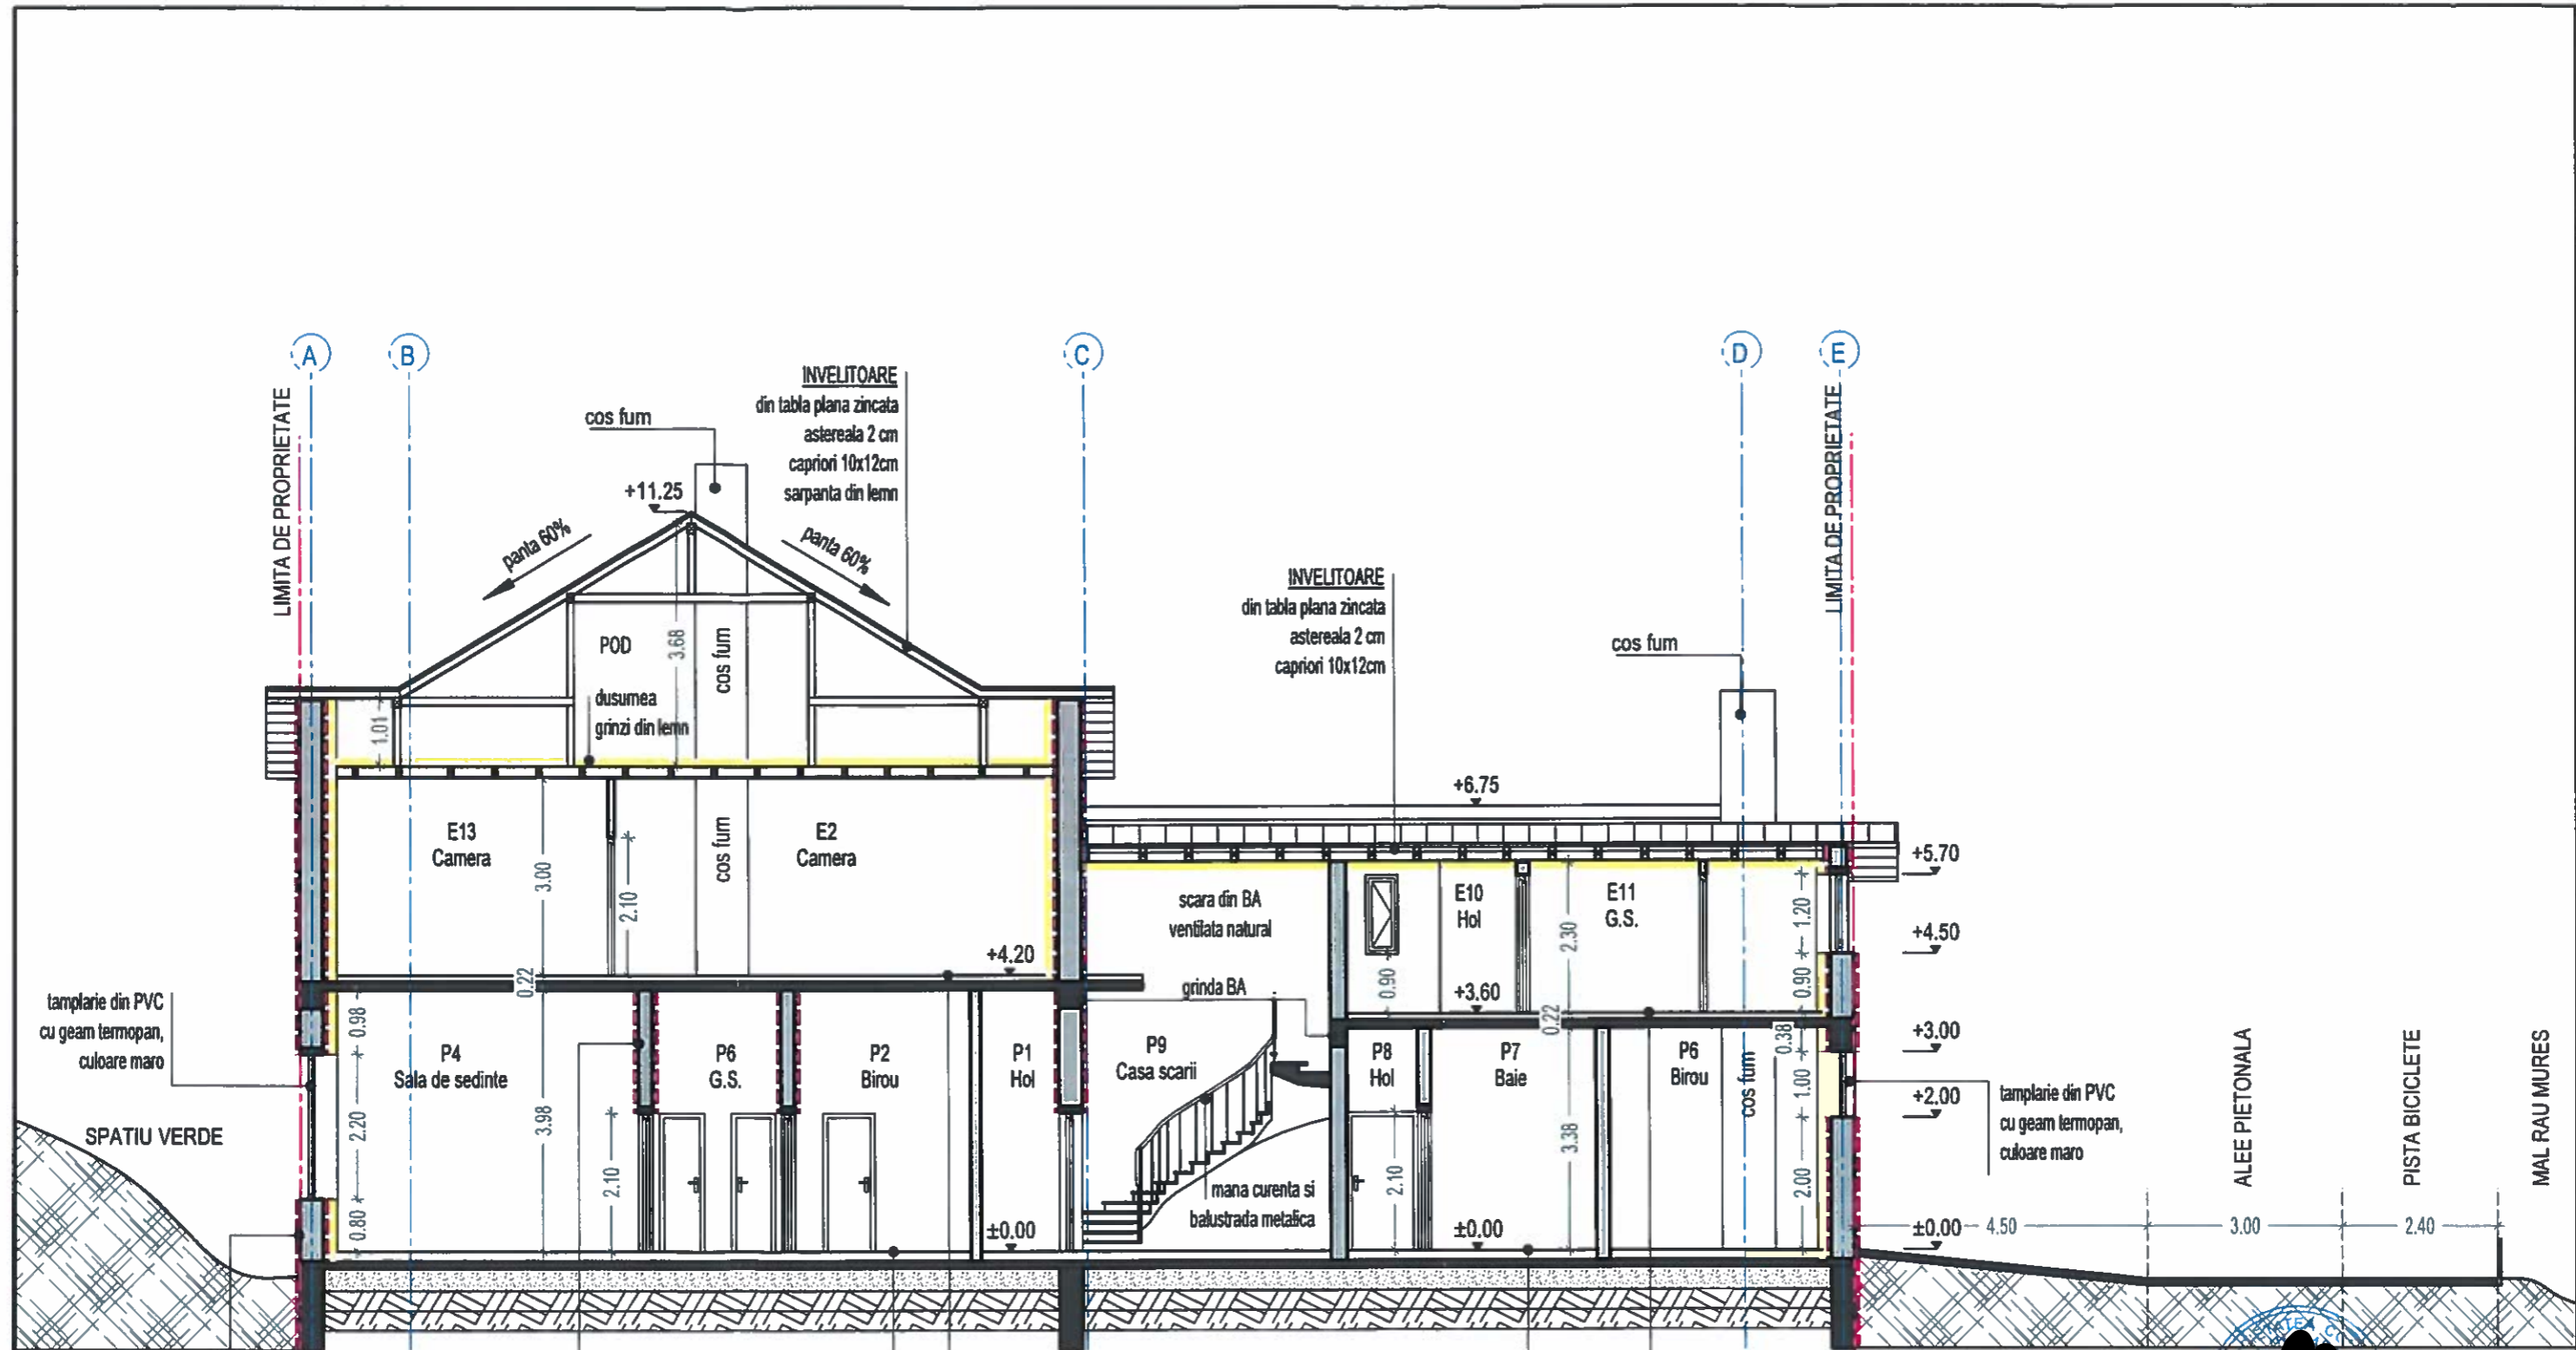 A
B
C
D
E
LIMITA DE PROPRIETATE
LIMITA DE PROPRIETATE
INVELITOARE
din tabla plana zincata
astereala 2 cm
capriori 10x12cm
sarpanta din lemn
cos fum
+11.25
panta 60%
panta 60%
INVELITOARE
din tabla plana zincata
astereala 2 cm
capriori 10x12cm
cos fum
POD
3.68
cos fum
dusumea
grinzi din lemn
1.01
+6.75
E13
Camera
3.00
2.10
cos fum
E2
Camera
+4.20
0.22
scara din BA
ventilata natural
grinda BA
E10
Hol
E11
G.S.
2.30
0.90
+3.60
0.22
1.20
0.90
0.38
+5.70
+4.50
+3.00
+2.00
±0.00
tamplarie din PVC
cu geam termopan,
culoare maro
SPATIU VERDE
0.98
2.20
0.80
P4
Sala de sedinte
3.98
2.10
P6
G.S.
P2
Birou
P1
Hol
±0.00
P9
Casa scarii
mana curenta si
balustrada metalica
P8
Hol
2.10
P7
Baie
±0.00
3.38
P6
Birou
cos fum
1.00
2.00
tamplarie din PVC
cu geam termopan,
culoare maro
4.50
3.00
2.40
ALEE PIETONALA
PISTA BICICLETE
MAL RAU MURES